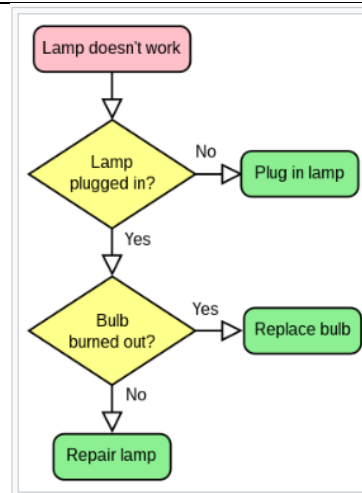 Lamp doesn't work
Lamp
plugged in?
No
Plug in lamp
Yes
Bulb
burned out?
Yes
Replace bulb
No
Repair lamp